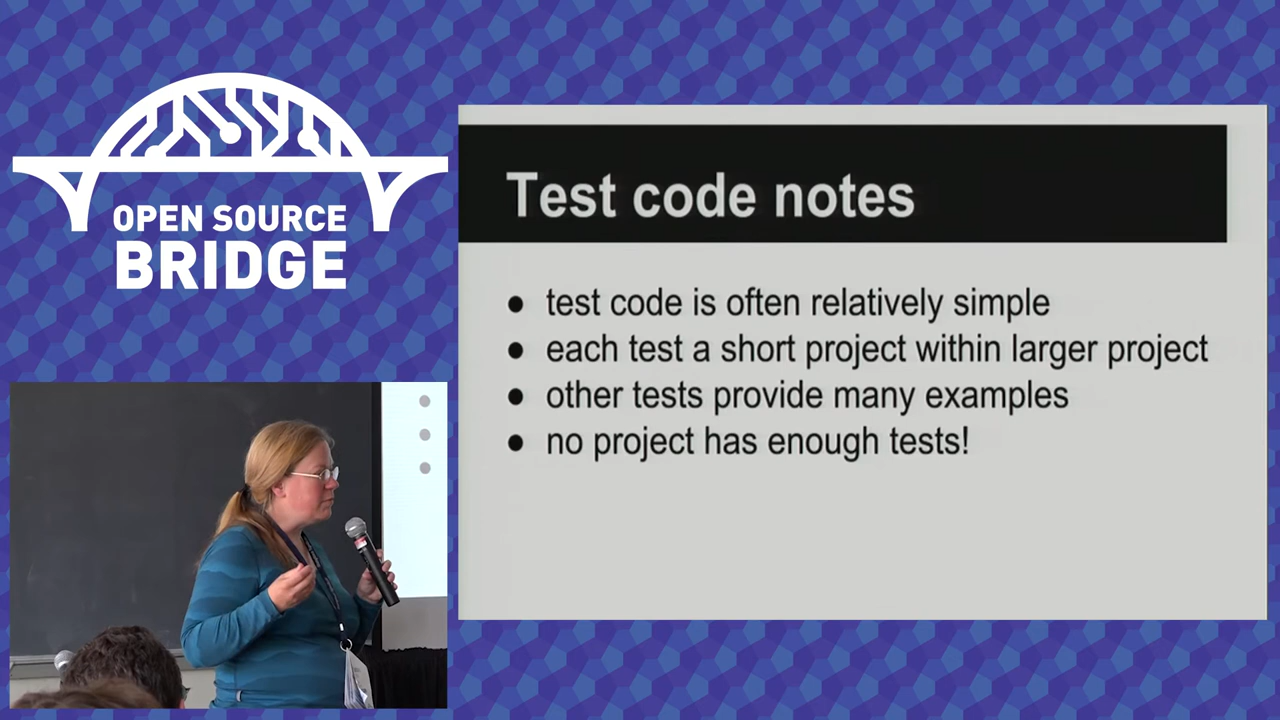 OPEN SOURCE
BRIDGE
Test code notes
● test code is often relatively simple
● each test a short project within larger project
● other tests provide many examples
● no project has enough tests!